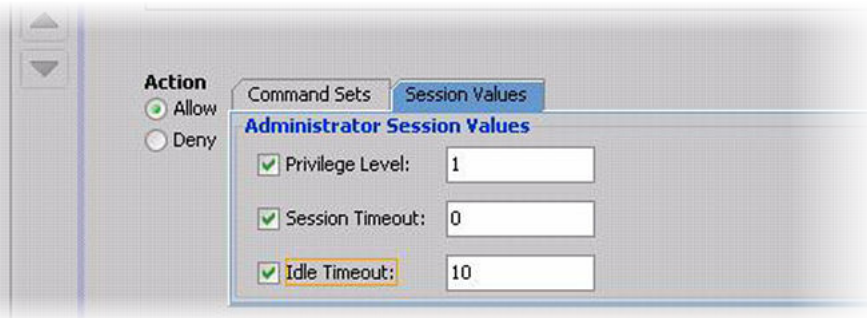 Action
Allow
Deny
Command Sets
Session Values
Administrator Session Values
Privilege Level: 1
Session Timeout: 0
Idle Timeout: 10